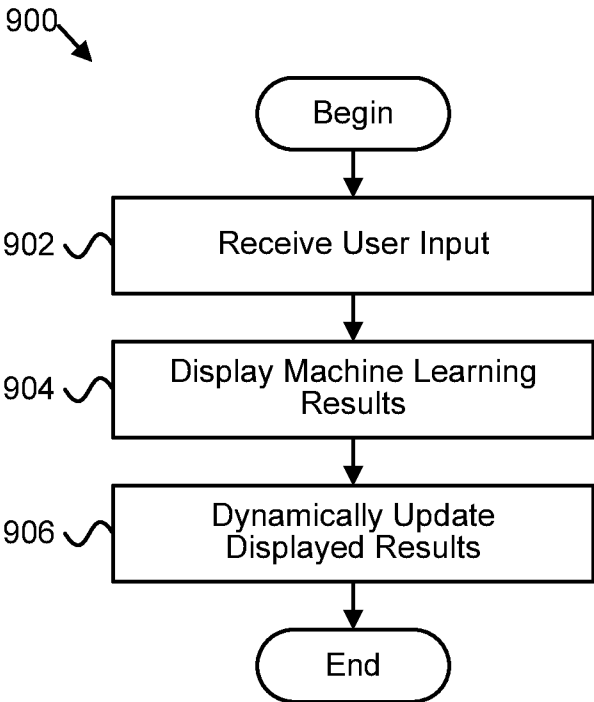 900
Begin
902
Receive User Input
904
Display Machine Learning
Results
906
Dynamically Update
Displayed Results
End